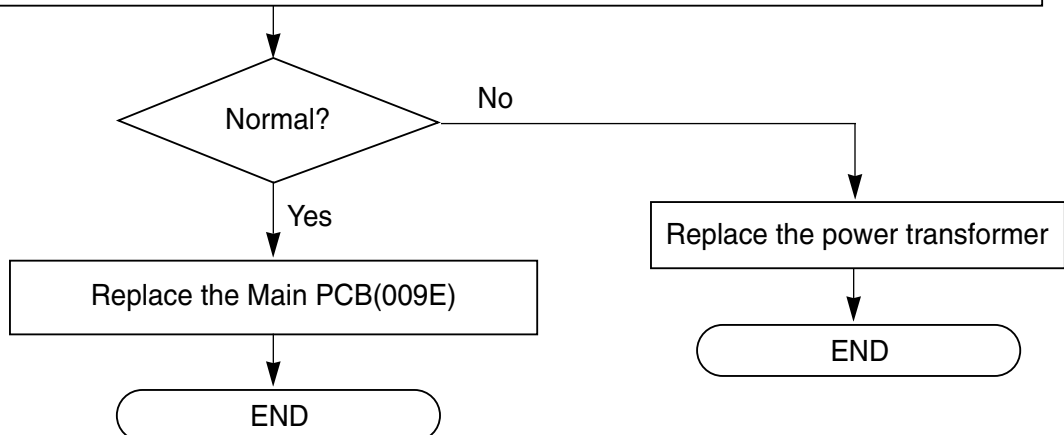 Normal?
No
Yes
Replace the power transformer
Replace the Main PCB(009E)
END
END